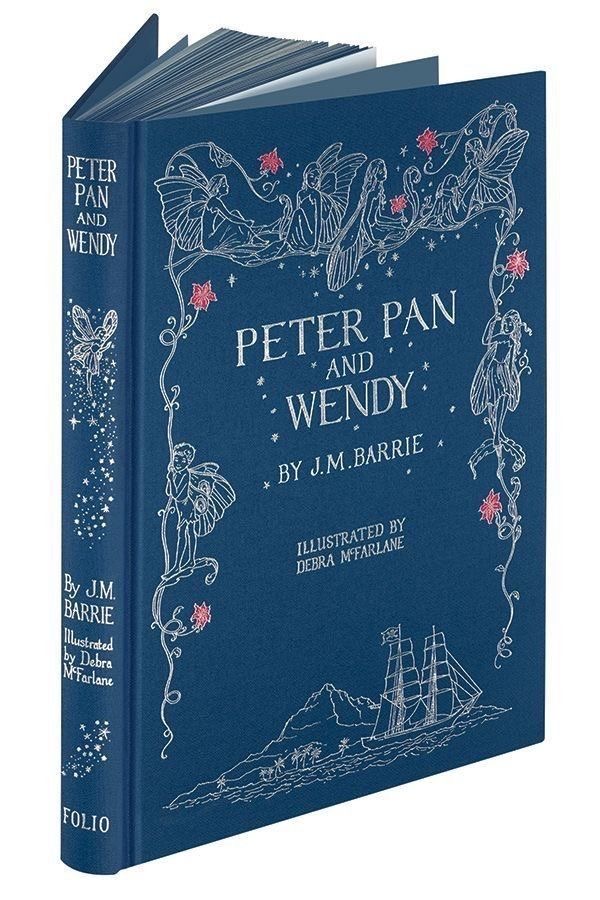 PETER
PAN
AND
WENDY
By J.M.
BARRIE
Illustrated
by Debra
McFarlane
FOLIO
PETER PAN
AND
WENDY
BY J.M. BARRIE
ILLUSTRATED BY
DEBRA McFARLANE